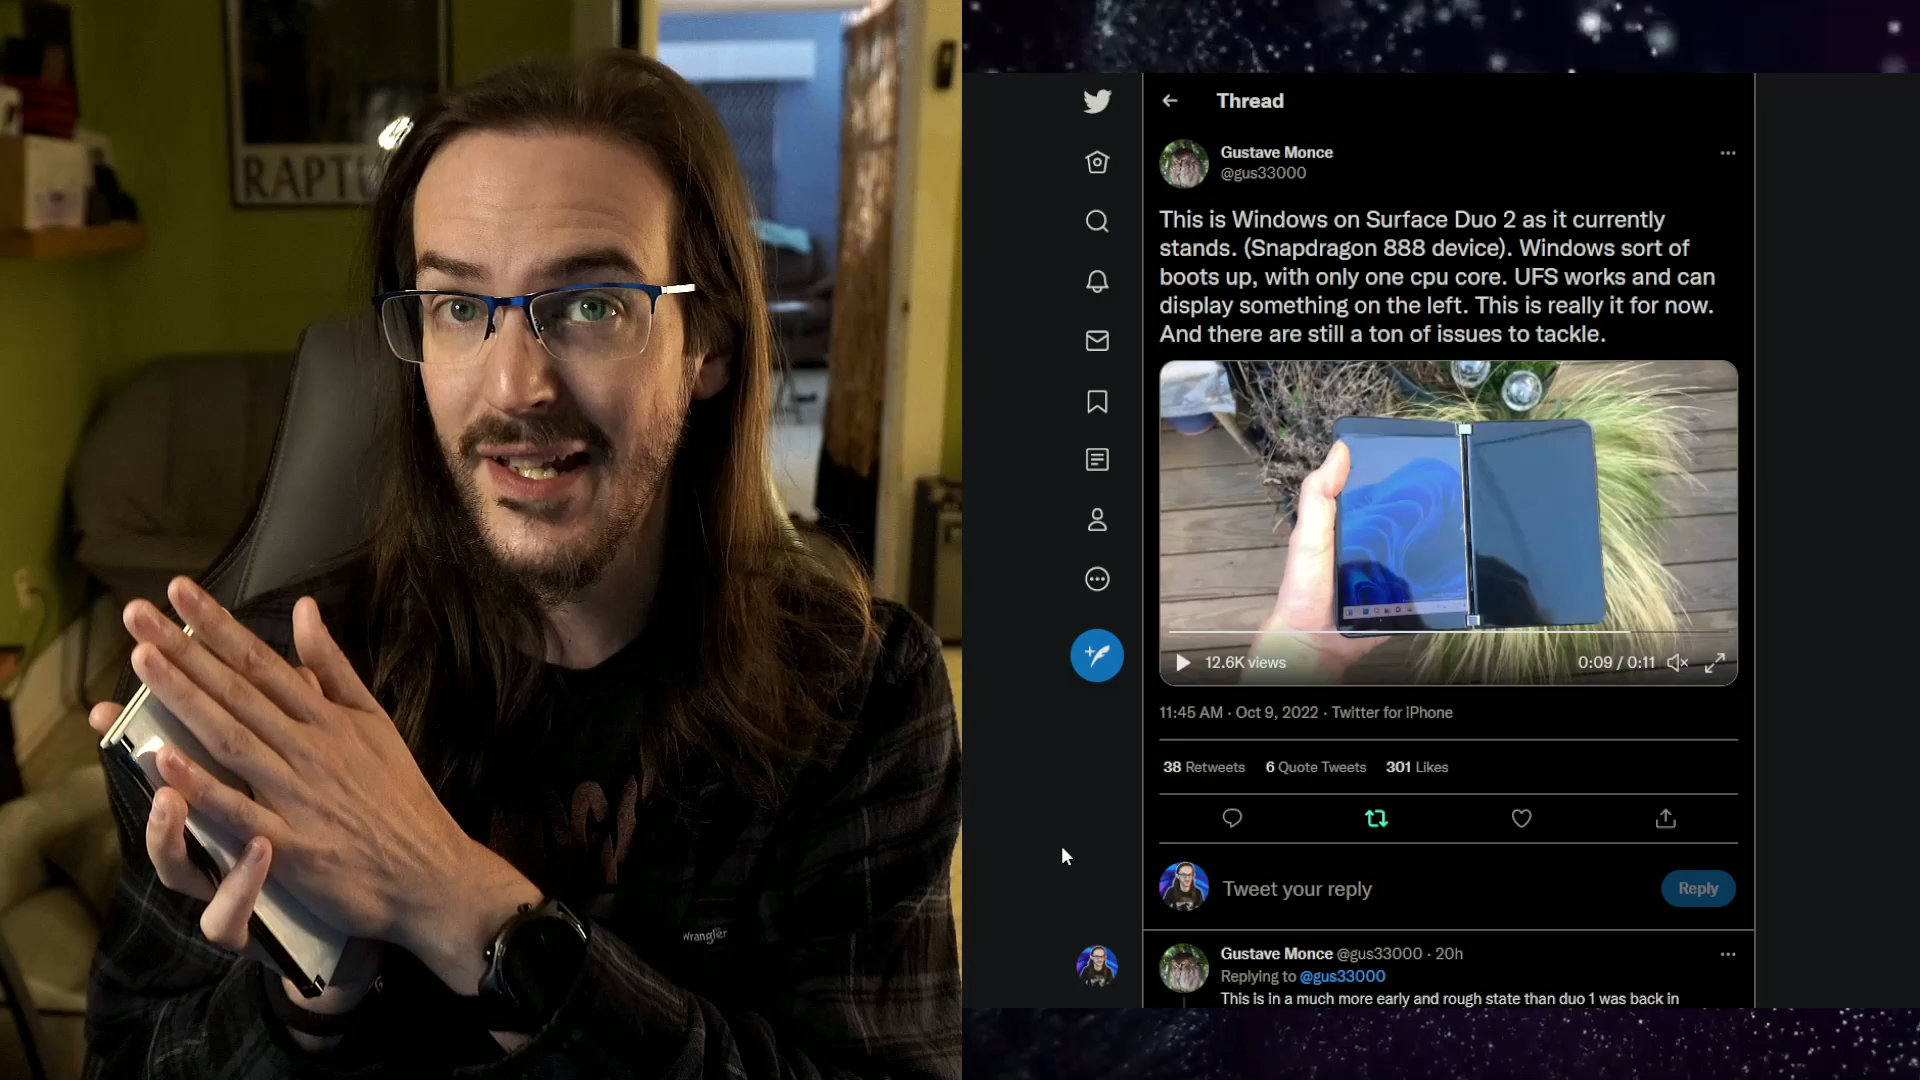 RAPTU
Wrangler
Thread
Gustave Monce
@gus33000
This is Windows on Surface Duo 2 as it currently
stands. (Snapdragon 888 device). Windows sort of
boots up, with only one cpu core. UFS works and can
display something on the left. This is really it for now.
And there are still a ton of issues to tackle.
12.6K views
0:09 / 0:11
11:45 AM · Oct 9, 2022 · Twitter for iPhone
38 Retweets 6 Quote Tweets 301 Likes
Tweet your reply
Reply
Gustave Monce @gus33000 · 20h
Replying to @gus33000
This is in a much more early and rough state than duo 1 was back in